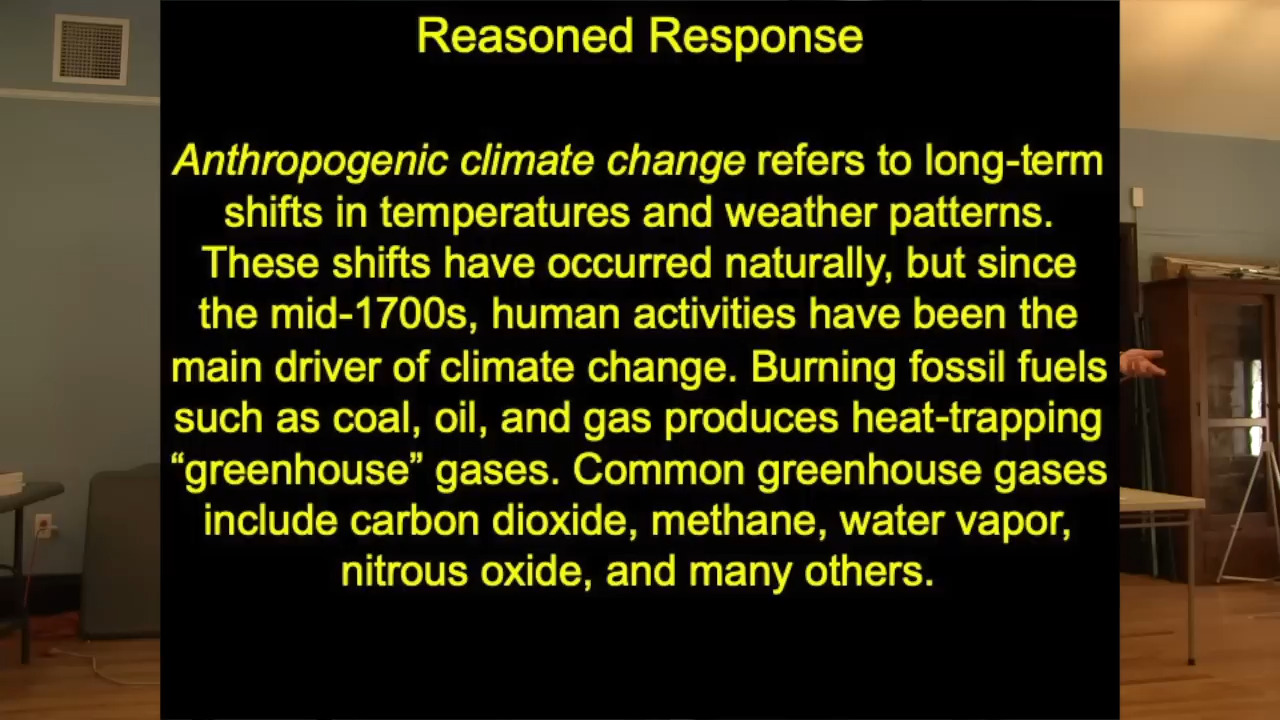 Reasoned Response
Anthropogenic climate change refers to long-term
shifts in temperatures and weather patterns.
These shifts have occurred naturally, but since
the mid-1700s, human activities have been the
main driver of climate change. Burning fossil fuels
such as coal, oil, and gas produces heat-trapping
“greenhouse” gases. Common greenhouse gases
include carbon dioxide, methane, water vapor,
nitrous oxide, and many others.